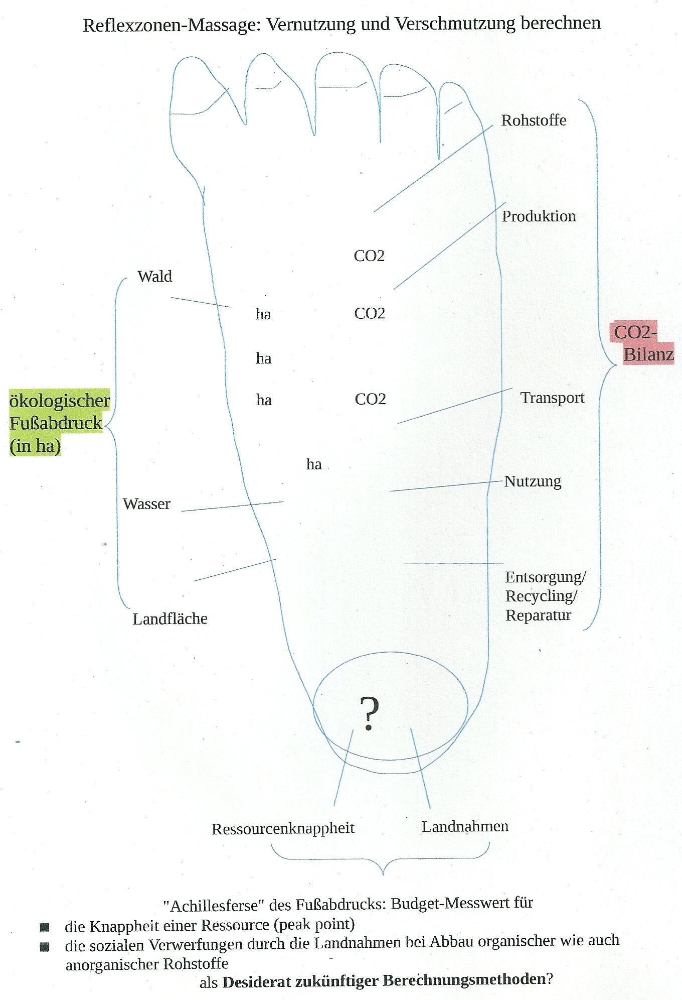 Reflexzonen-Massage: Vernutzung und Verschmutzung berechnen
Rohstoffe
Produktion
CO2
Wald
ha
CO2
CO2-
Bilanz
ha
ökologischer
Fußabdruck
(in ha)
ha
CO2
Transport
ha
Nutzung
Wasser
Entsorgung/
Recycling/
Reparatur
Landfläche
?
Ressourcenknappheit
Landnahmen
"Achillesferse" des Fußabdrucks: Budget-Messwert für
■ die Knappheit einer Ressource (peak point)
■ die sozialen Verwerfungen durch die Landnahmen bei Abbau organischer wie auch
anorganischer Rohstoffe
als Desiderat zukünftiger Berechnungsmethoden?